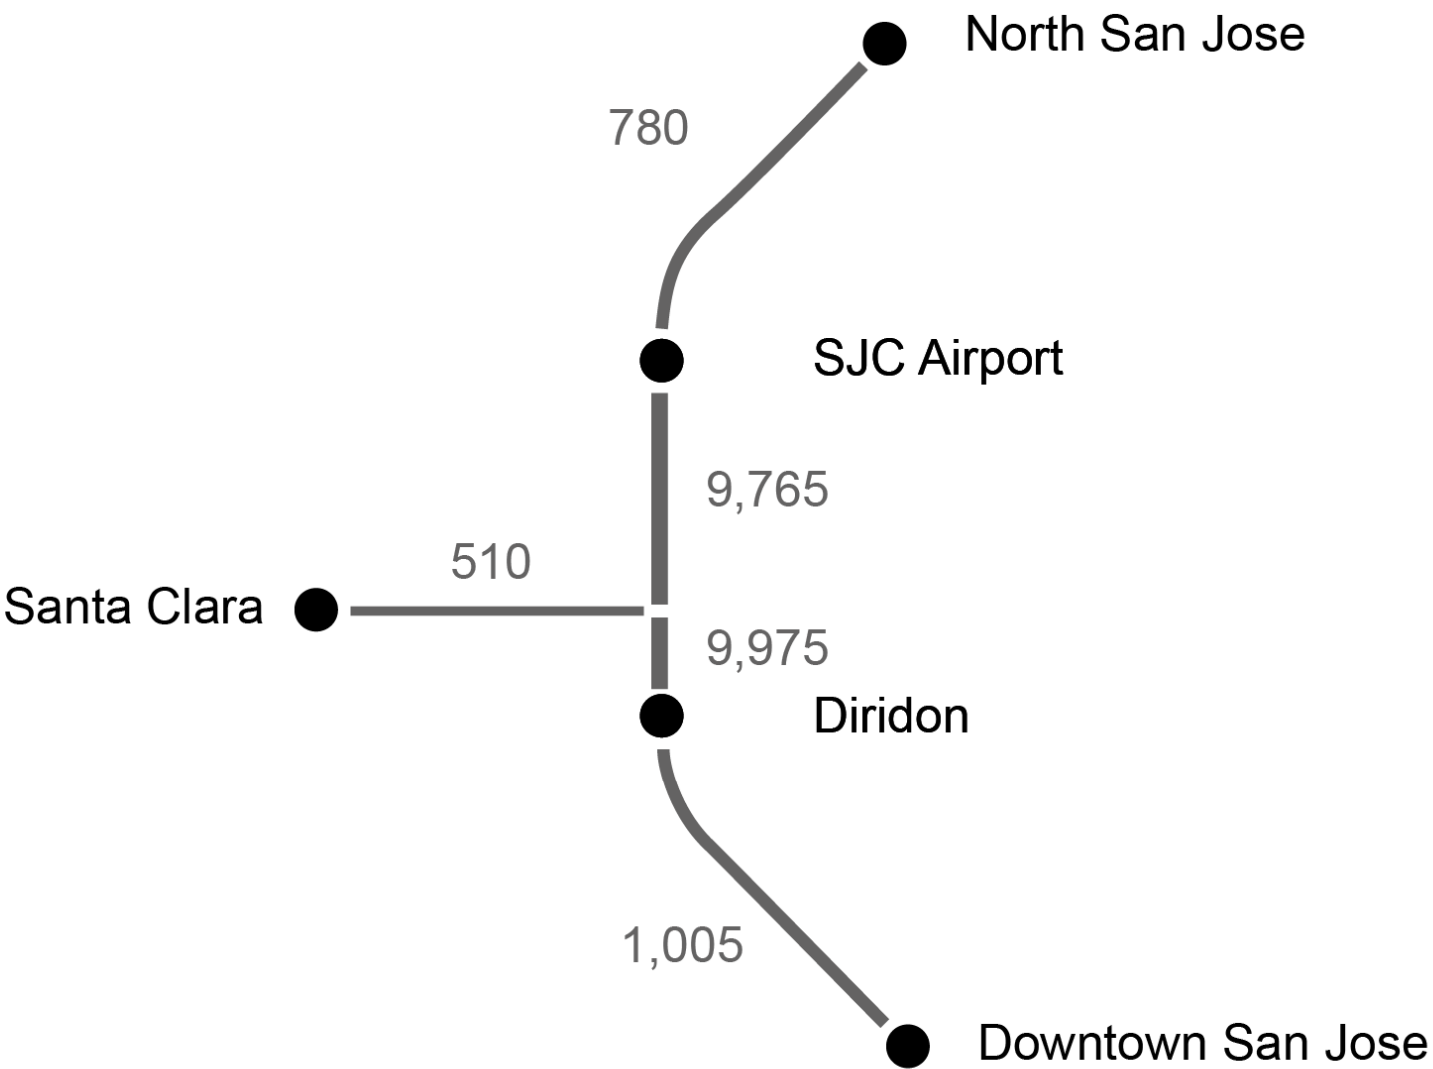 North San Jose
780
SJC Airport
9,765
510
Santa Clara
9,975
Diridon
1,005
Downtown San Jose